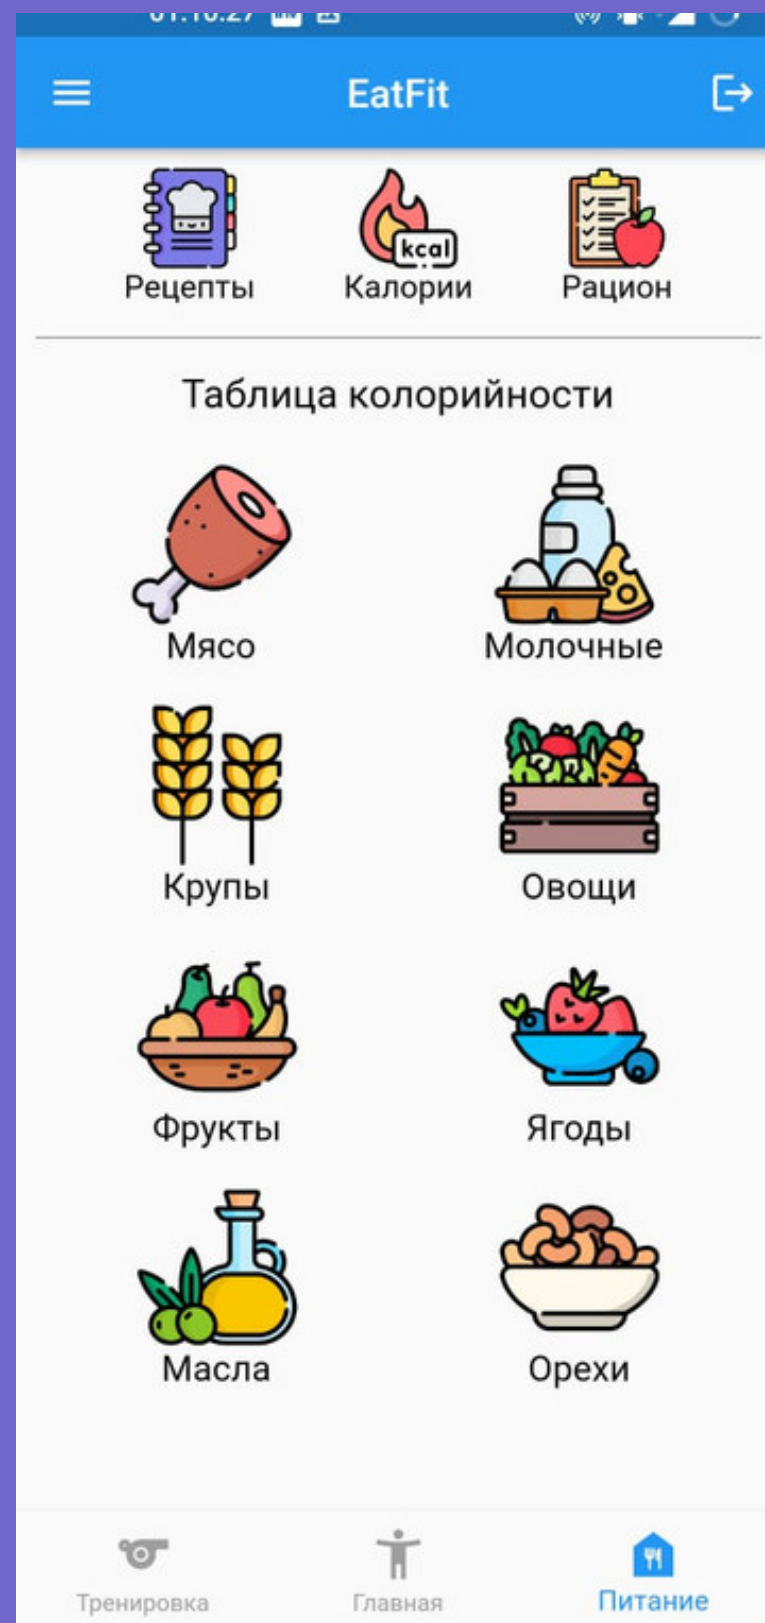 EatFit
kcal
Рецепты Калории Рацион
Таблица колорийности
Мясо Молочные
Крупы Овощи
Фрукты Ягоды
Масла Орехи
Тренировка Главная Питание